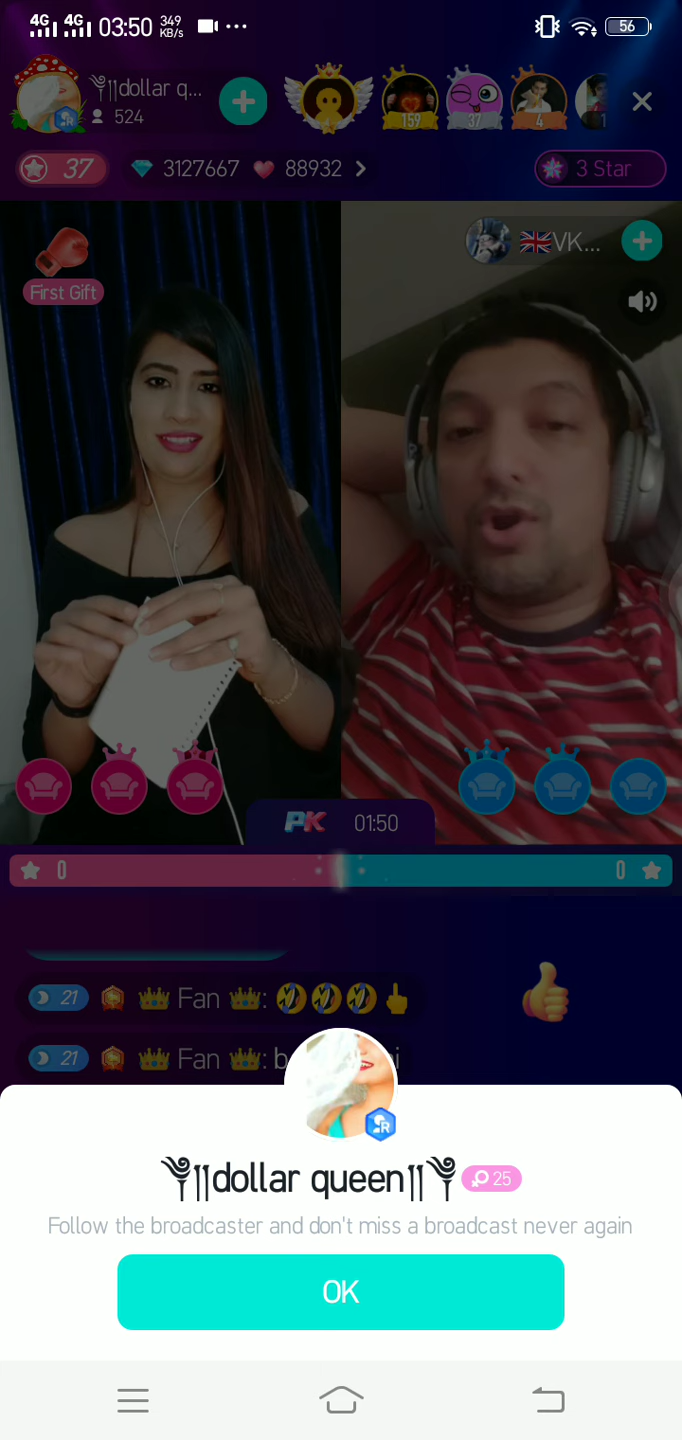 4G 4G 03:50 349 KB/s ... 56
dollar q...
524
159
37
4
1
37 3127667 88932 > 3 Star
VK...
First Gift
PK 01:50
0 0
21 Fan :
21 Fan : b
dollar queen 25
Follow the broadcaster and don't miss a broadcast never again
OK